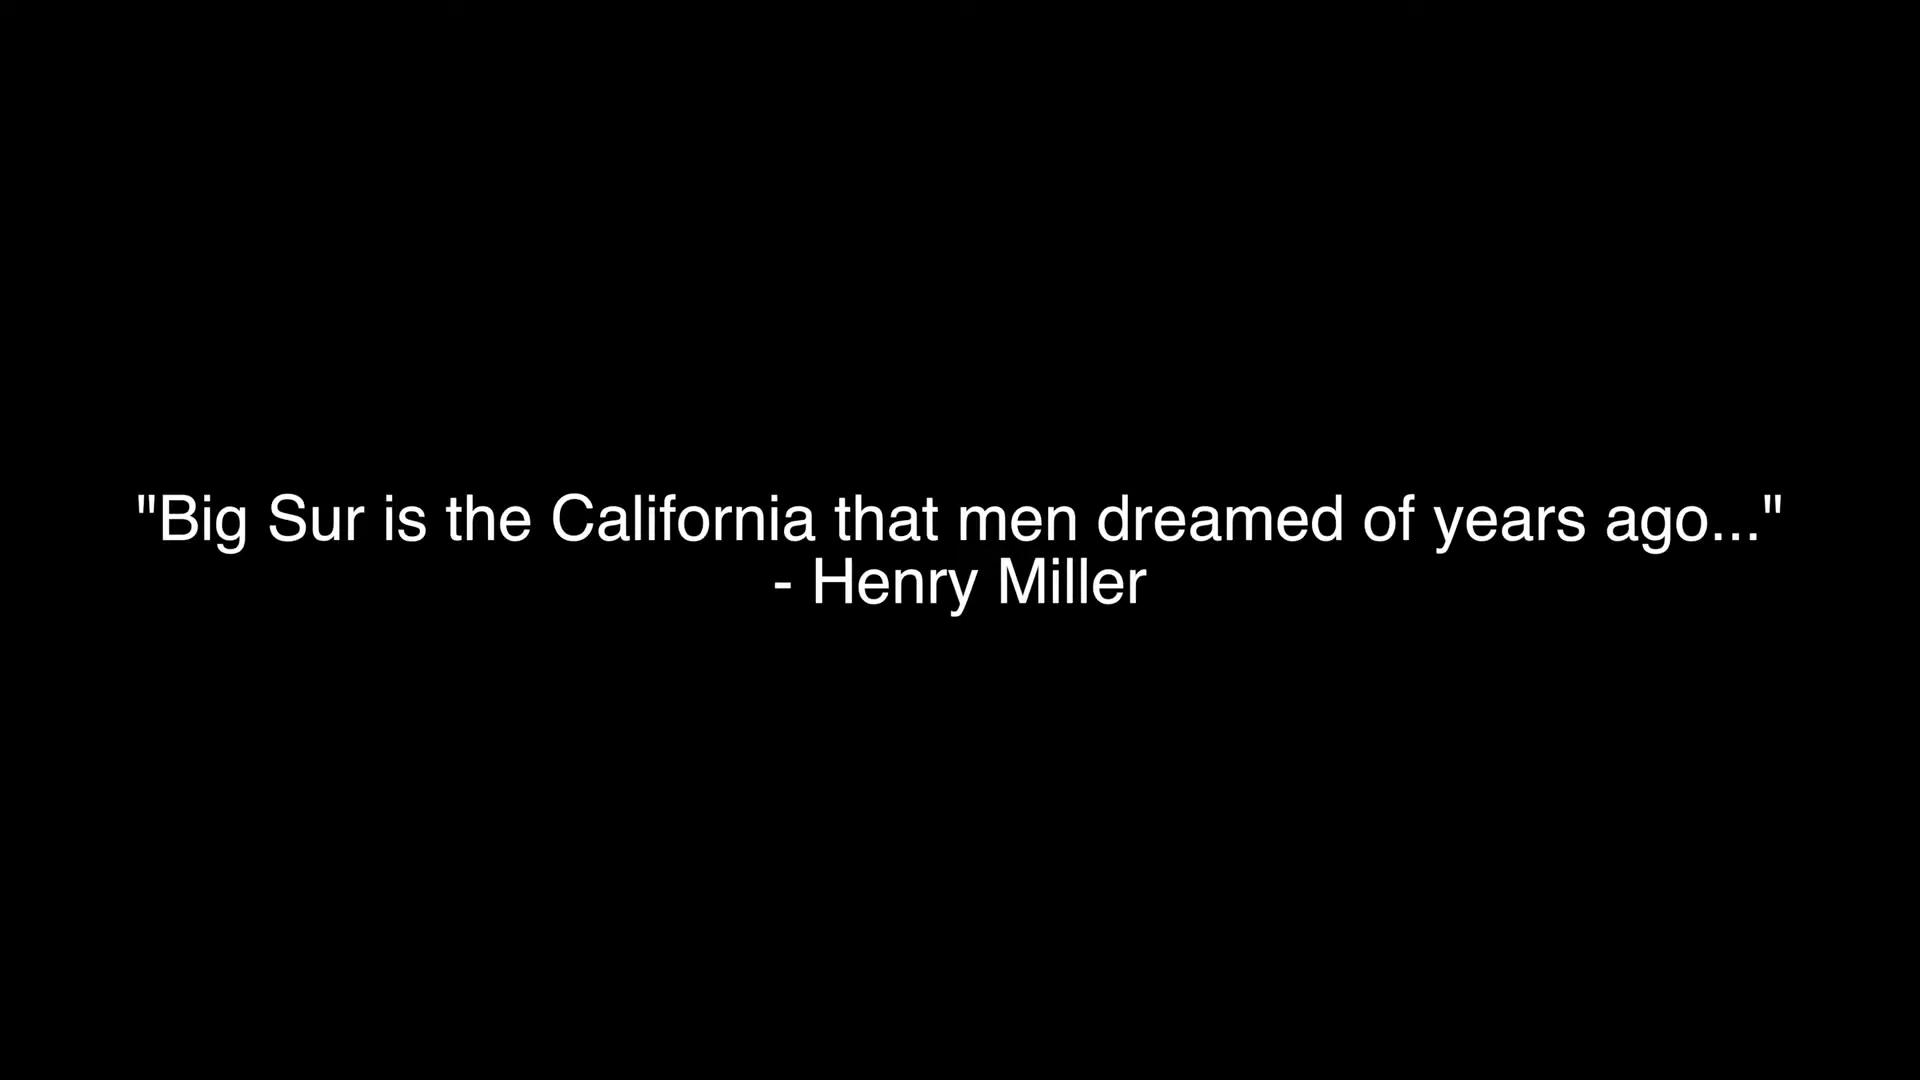 "Big Sur is the California that men dreamed of years ago..."
- Henry Miller